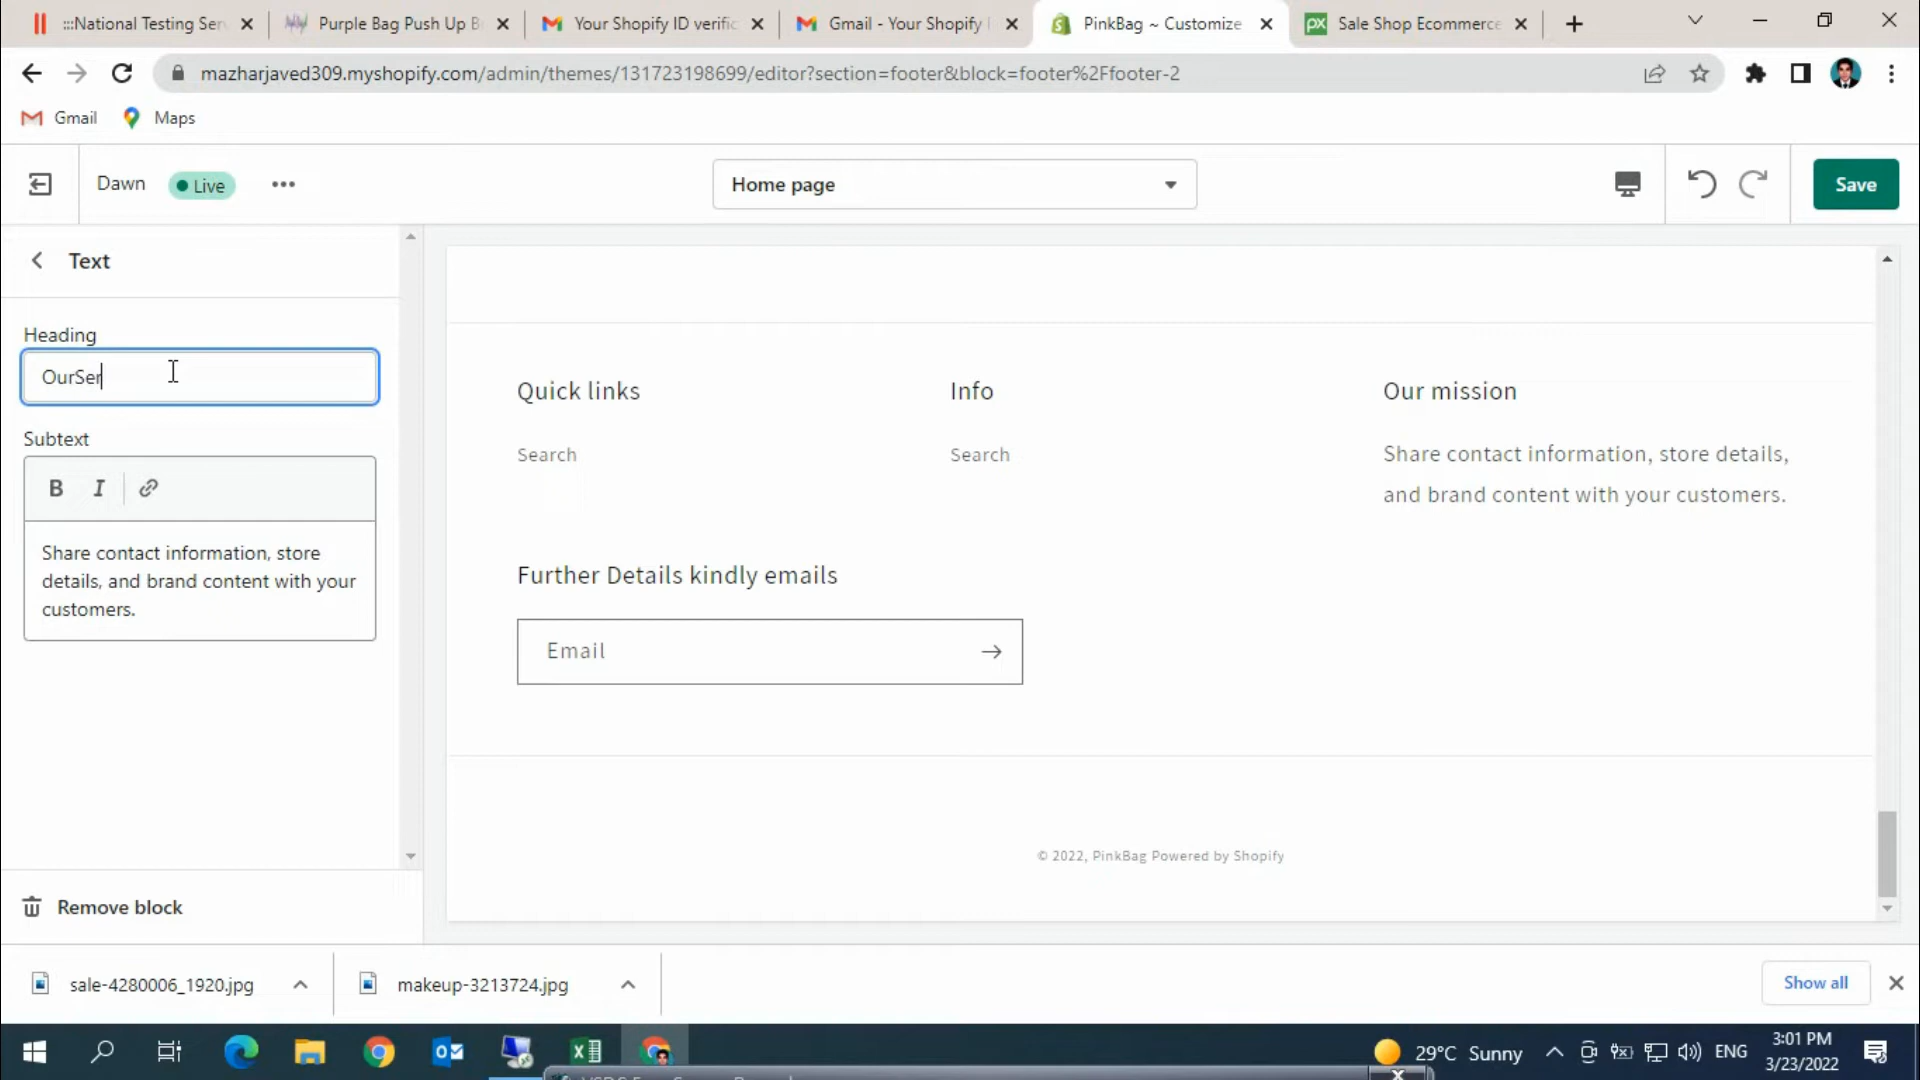 :::National Testing Ser
Purple Bag Push Up B
Your Shopify ID verific
Gmail - Your Shopify
PinkBag ~ Customize
Sale Shop Ecommerce
mazharjaved309.myshopify.com/admin/themes/131723198699/editor?section=footer&block=footer%2Ffooter-2
Gmail
Maps
Dawn
Live
Home page
Save
Text
Heading
OurSer
Subtext
B I
Share contact information, store
details, and brand content with your
customers.
Remove block
Quick links
Info
Our mission
Search
Search
Share contact information, store details,
and brand content with your customers.
Further Details kindly emails
Email
© 2022, PinkBag Powered by Shopify
sale-4280006_1920.jpg
makeup-3213724.jpg
Show all
29°C Sunny
ENG
3:01 PM
3/23/2022